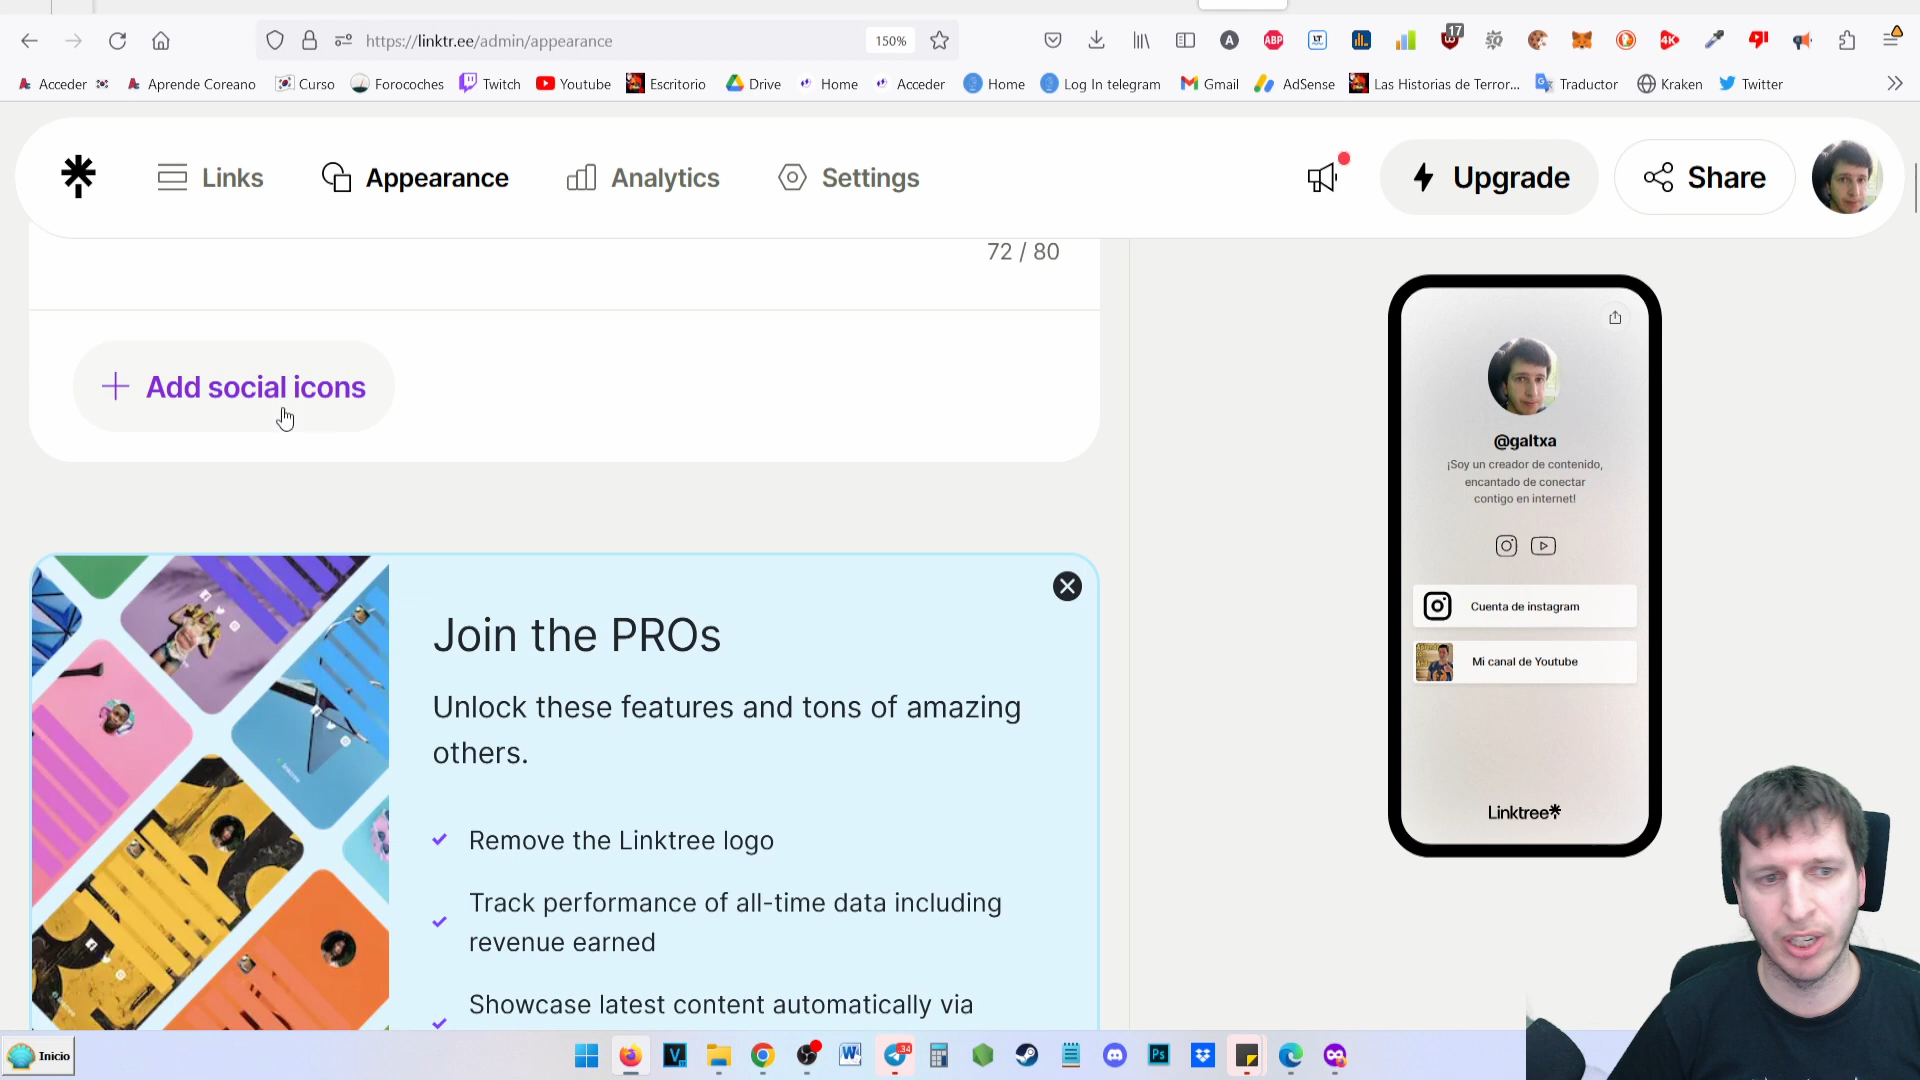 https://linktr.ee/admin/appearance
150%
17
Acceder
Aprende Coreano
Curso
Forocoches
Twitch
Youtube
Escritorio
Drive
Home
Acceder
Home
Log In telegram
Gmail
AdSense
Las Historias de Terror...
Traductor
Kraken
Twitter
Links
Appearance
Analytics
Settings
Upgrade
Share
72 / 80
Add social icons
@galtxa
¡Soy un creador de contenido,
encantado de conectar
contigo en internet!
Cuenta de instagram
Mi canal de Youtube
Linktree
Join the PROs
Unlock these features and tons of amazing
others.
Remove the Linktree logo
Track performance of all-time data including
revenue earned
Showcase latest content automatically via
Inicio
34